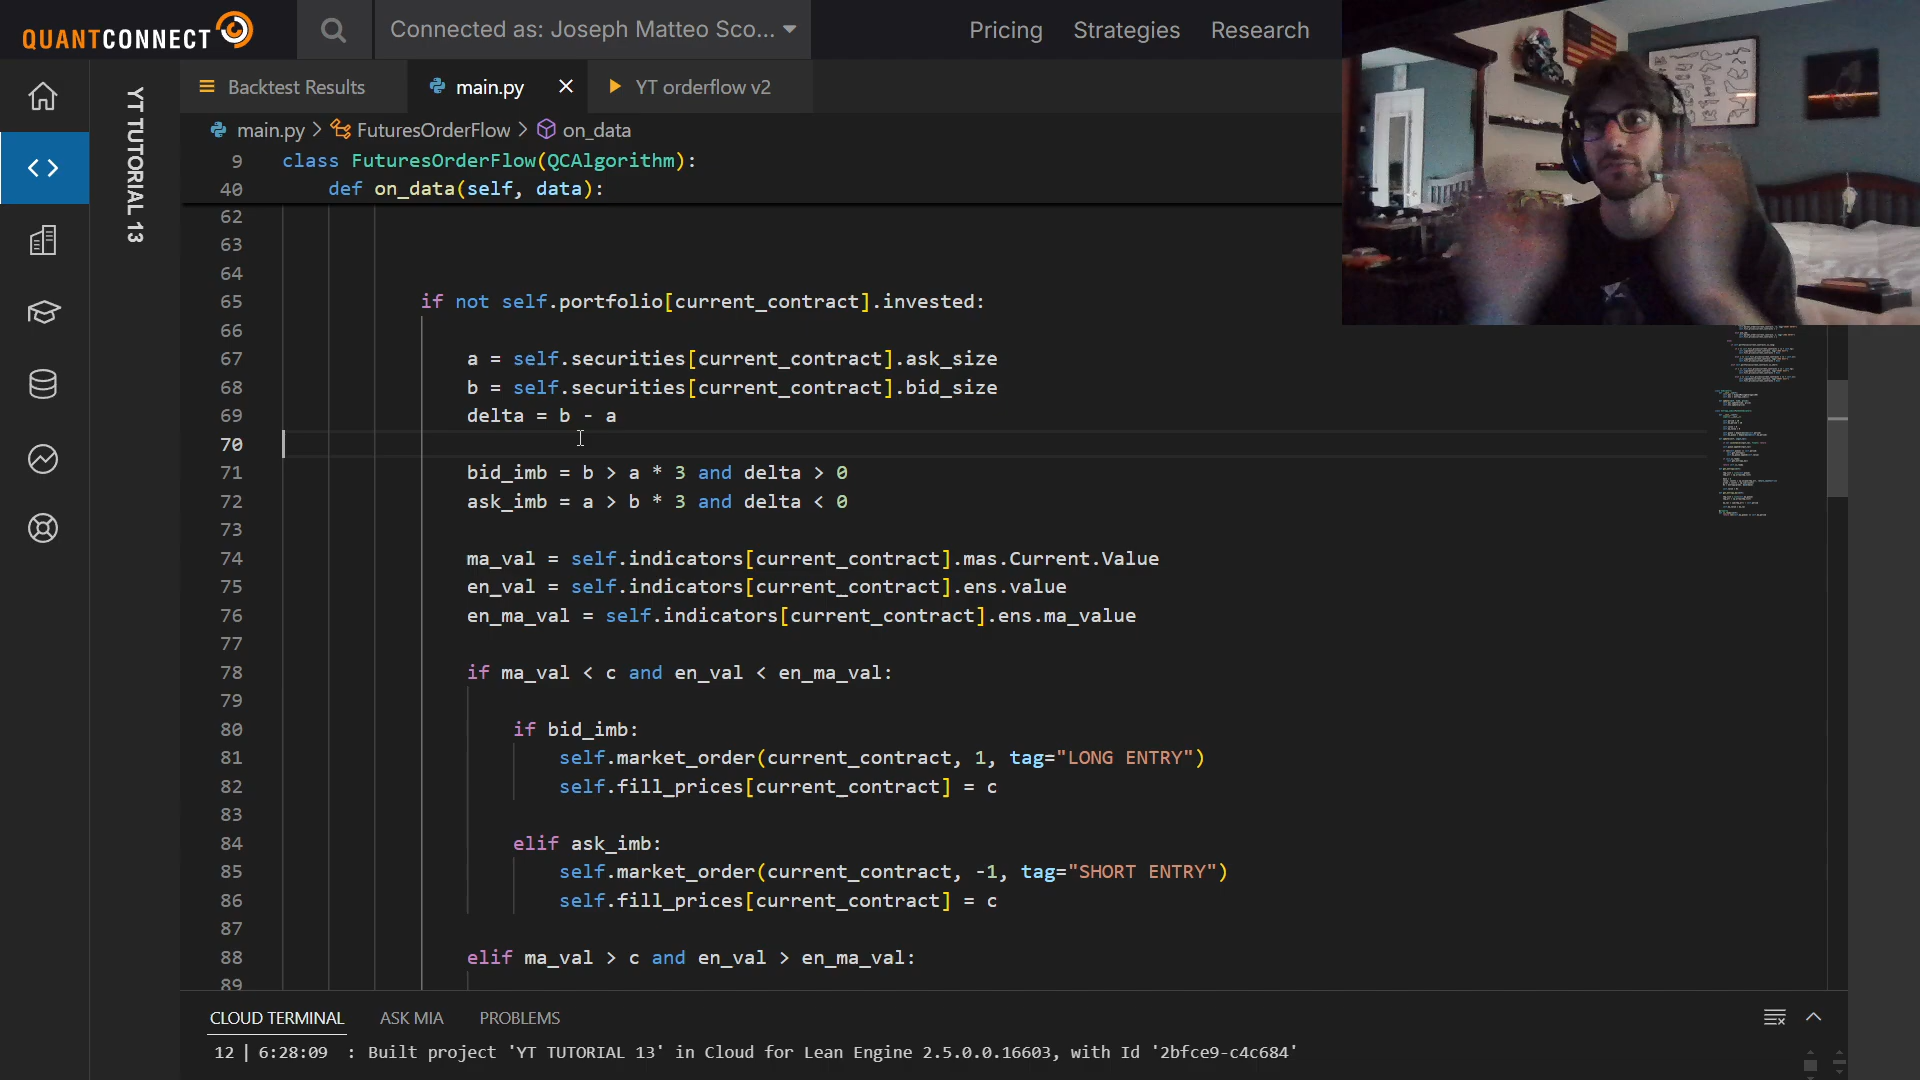 QUANTCONNECT
Connected as: Joseph Matteo Sco...
Pricing
Strategies
Research
YT TUTORIAL 13
Backtest Results
main.py
YT orderflow v2
main.py > FuturesOrderFlow > on_data
9 class FuturesOrderFlow(QCAlgorithm):
40 def on_data(self, data):
62
63
64
65 if not self.portfolio[current_contract].invested:
66
67 a = self.securities[current_contract].ask_size
68 b = self.securities[current_contract].bid_size
69 delta = b - a
70
71 bid_imb = b > a * 3 and delta > 0
72 ask_imb = a > b * 3 and delta < 0
73
74 ma_val = self.indicators[current_contract].mas.Current.Value
75 en_val = self.indicators[current_contract].ens.value
76 en_ma_val = self.indicators[current_contract].ens.ma_value
77
78 if ma_val < c and en_val < en_ma_val:
79
80 if bid_imb:
81 self.market_order(current_contract, 1, tag="LONG ENTRY")
82 self.fill_prices[current_contract] = c
83
84 elif ask_imb:
85 self.market_order(current_contract, -1, tag="SHORT ENTRY")
86 self.fill_prices[current_contract] = c
87
88 elif ma_val > c and en_val > en_ma_val:
89
CLOUD TERMINAL
ASK MIA
PROBLEMS
12 | 6:28:09 : Built project 'YT TUTORIAL 13' in Cloud for Lean Engine 2.5.0.0.16603, with Id '2bfce9-c4c684'